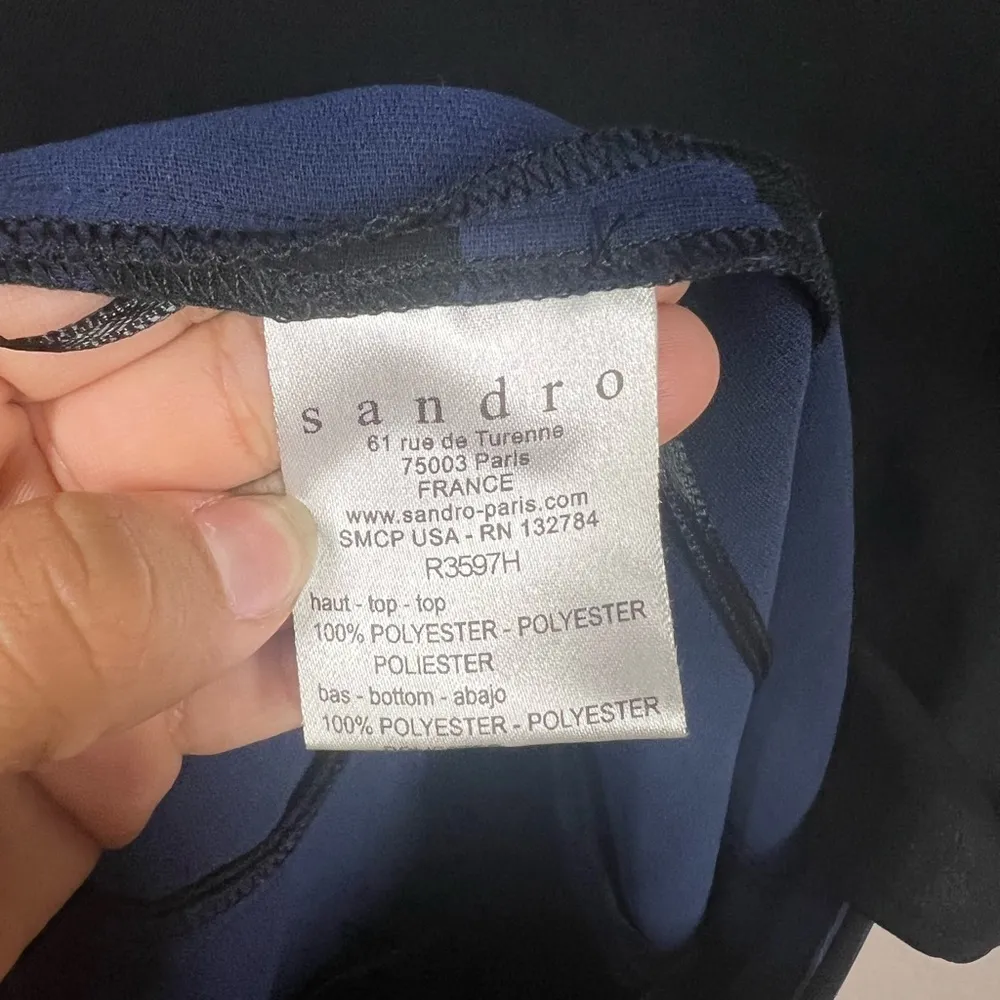 sandro
61 rue de Turenne
75003 Paris
FRANCE
www.sandro-paris.com
SMCP USA - RN 132784
R3597H
haut - top - top
100% POLYESTER - POLYESTER
POLIESTER
bas - bottom - abajo
100% POLYESTER - POLYESTER